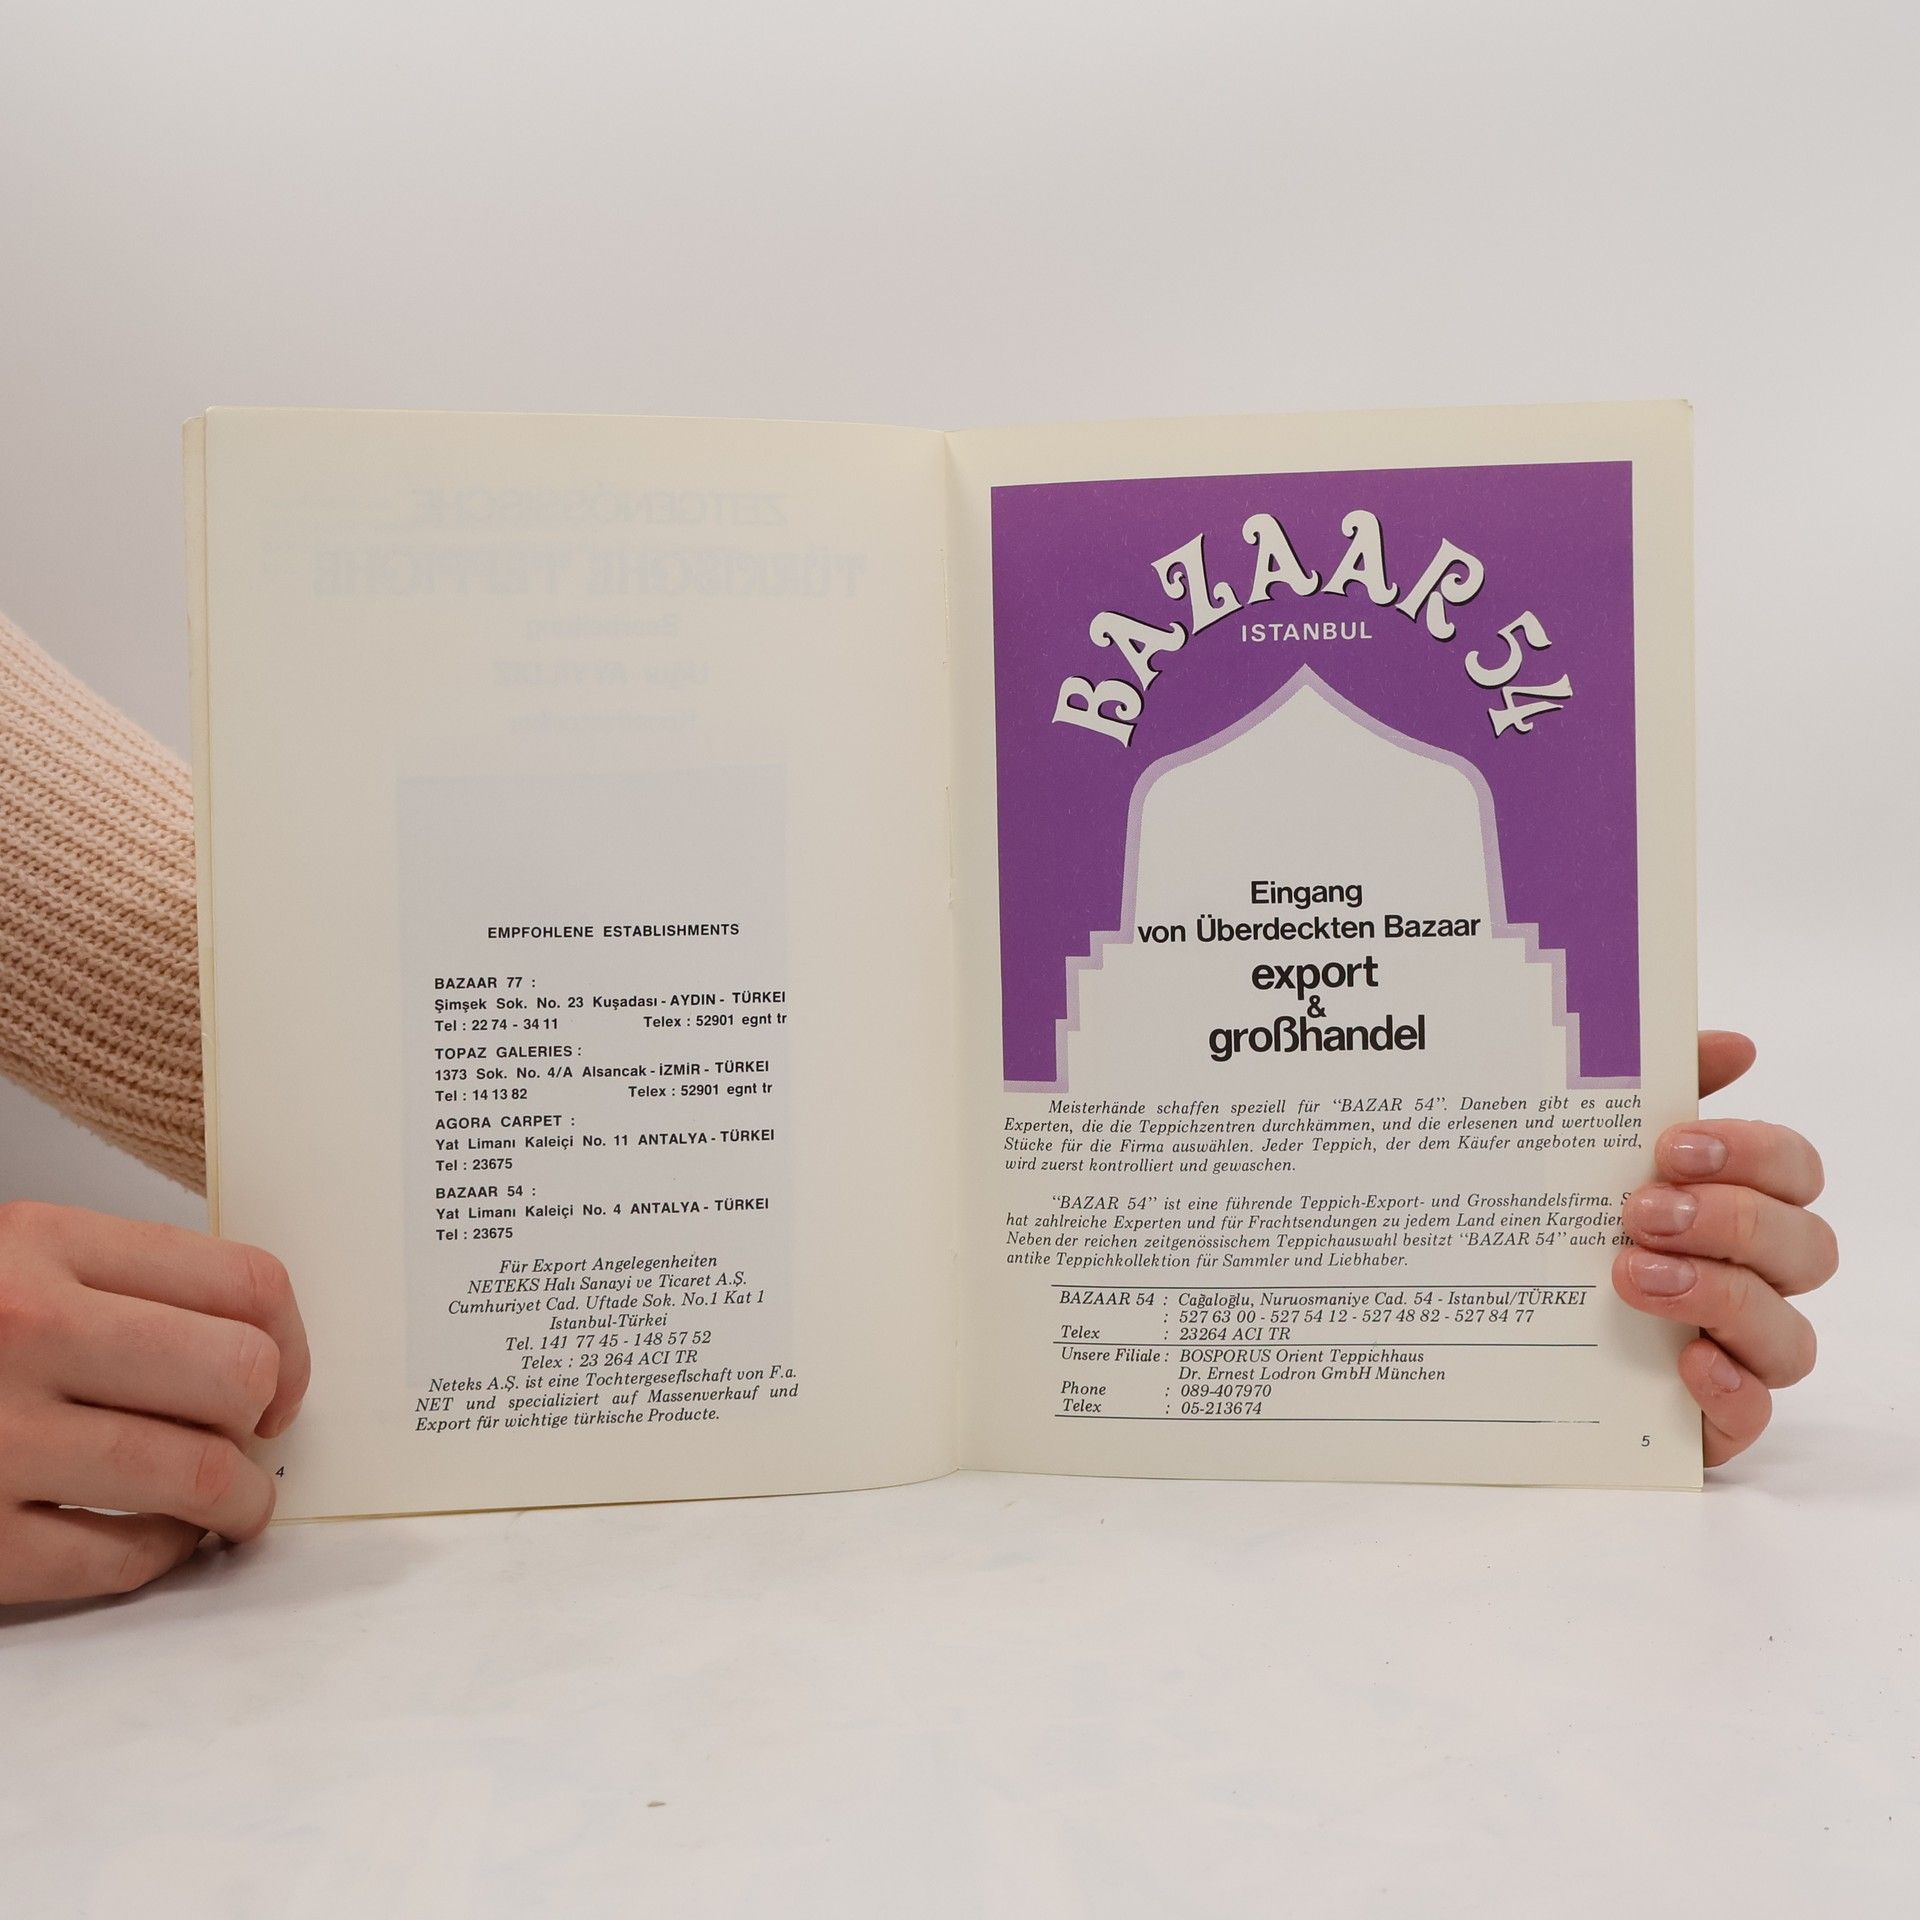 EMPFOHLENE ESTABLISHMENTS
BAZAAR 77 :
Şimşek Sok. No. 23 Kuşadası - AYDIN - TÜRKEI
Tel : 22 74 - 34 11 Telex : 52901 egnt tr
TOPAZ GALERIES :
1373 Sok. No. 4/A Alsancak - İZMİR - TÜRKEI
Tel : 14 13 82 Telex : 52901 egnt tr
AGORA CARPET :
Yat Limanı Kaleiçi No. 11 ANTALYA - TÜRKEI
Tel : 23675
BAZAAR 54 :
Yat Limanı Kaleiçi No. 4 ANTALYA - TÜRKEI
Tel : 23675
Für Export Angelegenheiten
NETEKS Halı Sanayi ve Ticaret A.Ş.
Cumhuriyet Cad. Uftade Sok. No.1 Kat 1
Istanbul-Türkei
Tel. 141 77 45 - 148 57 52
Telex : 23 264 ACI TR
Neteks A.Ş. ist eine Tochtergeseflschaft von F.a.
NET und specializiert auf Massenverkauf und
Export für wichtige türkische Producte.
4
BAZAAR 54
ISTANBUL
Eingang
von Überdeckten Bazaar
export
&
großhandel
Meisterhände schaffen speziell für "BAZAR 54". Daneben gibt es auch
Experten, die die Teppichzentren durchkämmen, und die erlesenen und wertvollen
Stücke für die Firma auswählen. Jeder Teppich, der dem Käufer angeboten wird,
wird zuerst kontrolliert und gewaschen.
"BAZAR 54" ist eine führende Teppich-Export- und Grosshandelsfirma.
hat zahlreiche Experten und für Frachtsendungen zu jedem Land einen
Neben der reichen zeitgenössischem Teppichauswahl besitzt "BAZAR 54" auch
antike Teppichkollektion für Sammler und Liebhaber.
BAZAAR 54 : Cağaloğlu, Nuruosmaniye Cad. 54 - Istanbul/TÜRKEI
: 527 63 00 - 527 54 12 - 527 48 82 - 527 84 77
Telex : 23264 ACI TR
Unsere Filiale : BOSPORUS Orient Teppichhaus
Dr. Ernest Lodron GmbH München
Phone : 089-407970
Telex : 05-213674
5